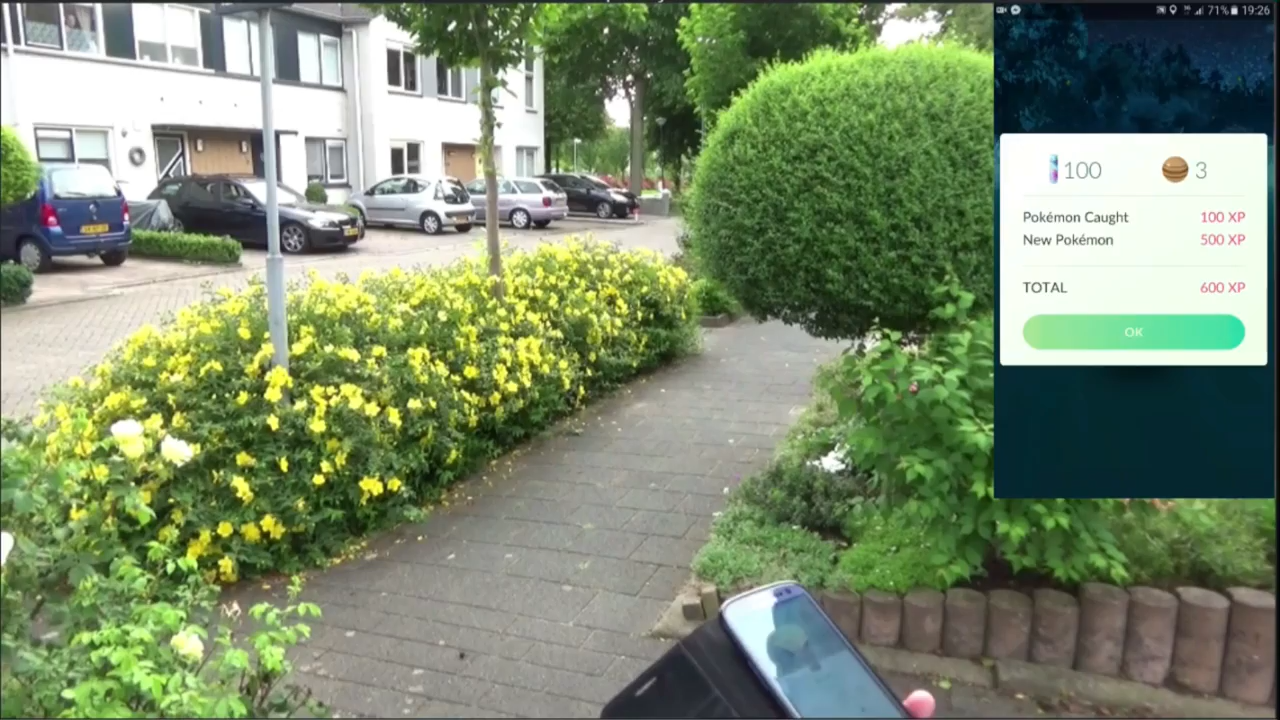 71% 19:26
100 3
Pokémon Caught 100 XP
New Pokémon 500 XP
TOTAL 600 XP
OK